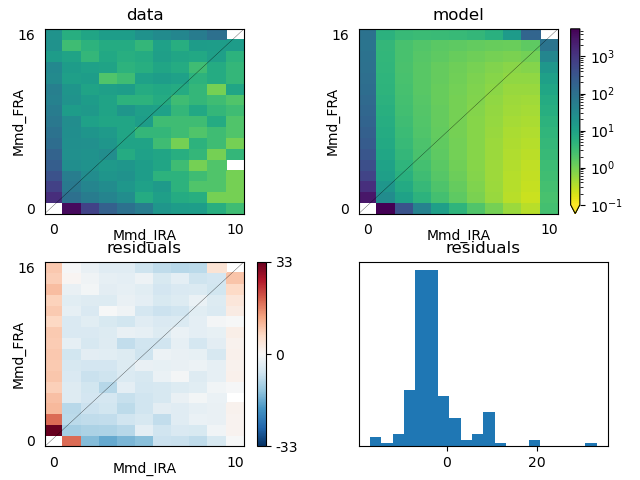 data
16
Mmd_FRA
0
0
Mmd_IRA
10
model
16
Mmd_FRA
0
0
Mmd_IRA
10
10³
10²
10¹
10⁰
10⁻¹
residuals
16
Mmd_FRA
0
0
Mmd_IRA
10
33
0
-33
residuals
0
20